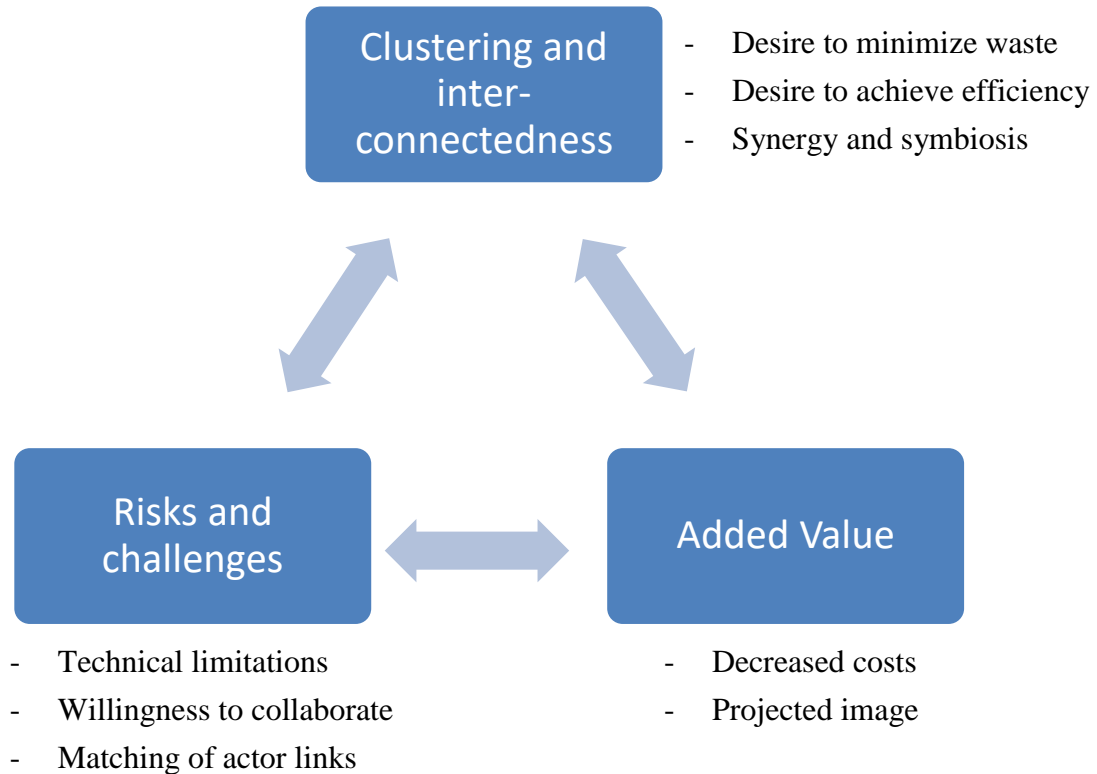 Clustering and
inter-
connectedness
- Desire to minimize waste
- Desire to achieve efficiency
- Synergy and symbiosis
Risks and
challenges
Added Value
- Technical limitations
- Willingness to collaborate
- Matching of actor links
- Decreased costs
- Projected image